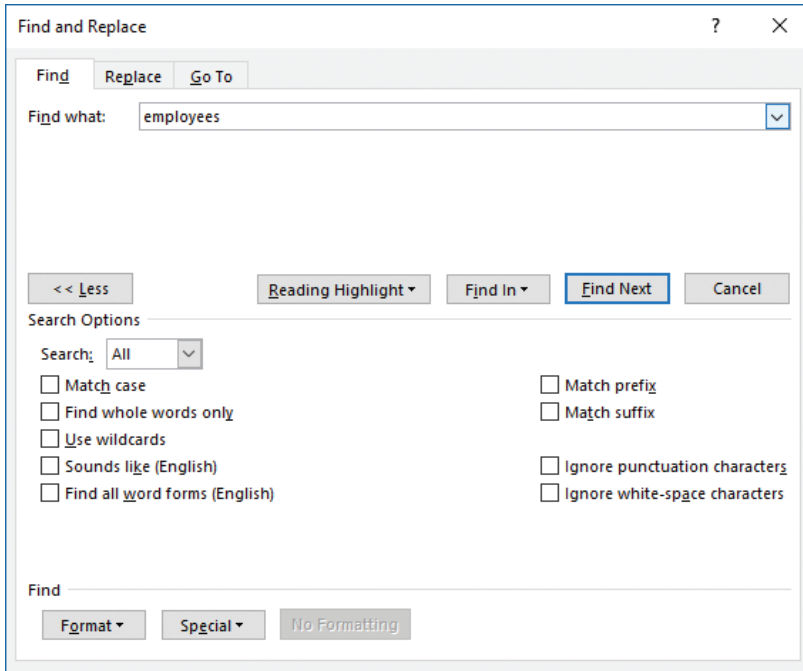 Find and Replace ?
Find Replace Go To
Find what: employees
<< Less Reading Highlight Find In Find Next Cancel
Search Options
Search: All
Match case Match prefix
Find whole words only Match suffix
Use wildcards
Sounds like (English) Ignore punctuation characters
Find all word forms (English) Ignore white-space characters
Find
Format Special No Formatting